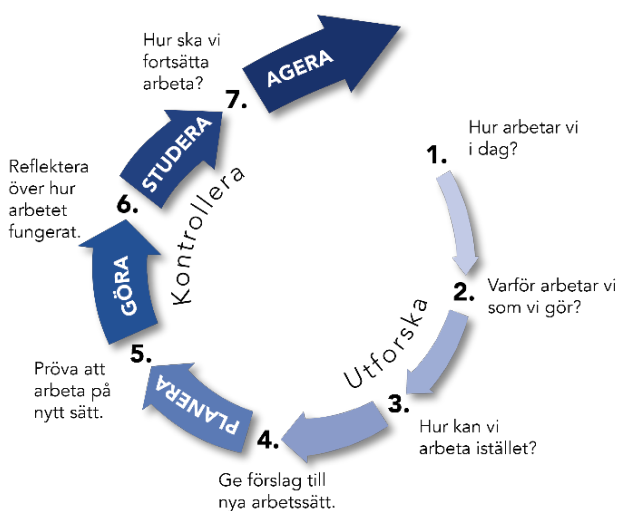 1.
Hur arbetar vi
i dag?
2.
Varför arbetar vi
som vi gör?
Utforska
3.
Hur kan vi
arbeta istället?
4.
Ge förslag till
nya arbetssätt.
PLANERA
5.
Pröva att
arbeta på
nytt sätt.
GÖRA
Kontrollera
6.
Reflektera
över hur
arbetet
fungerat.
STUDERA
7.
Hur ska vi
fortsätta
arbeta?
AGERA